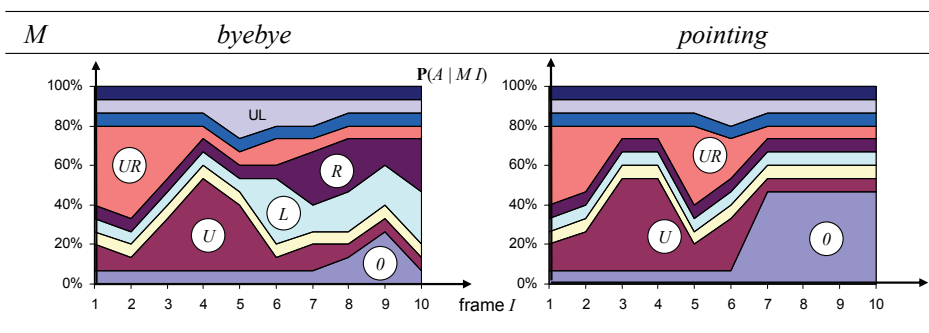 M byebye pointing
P(A | M I)
100% 100%
80% UL 80%
UR R UR
60% 60%
40% L 40%
U U
20% 0 20% 0
0% 0%
1 2 3 4 5 6 7 8 9 10 1 2 3 4 5 6 7 8 9 10
frame I